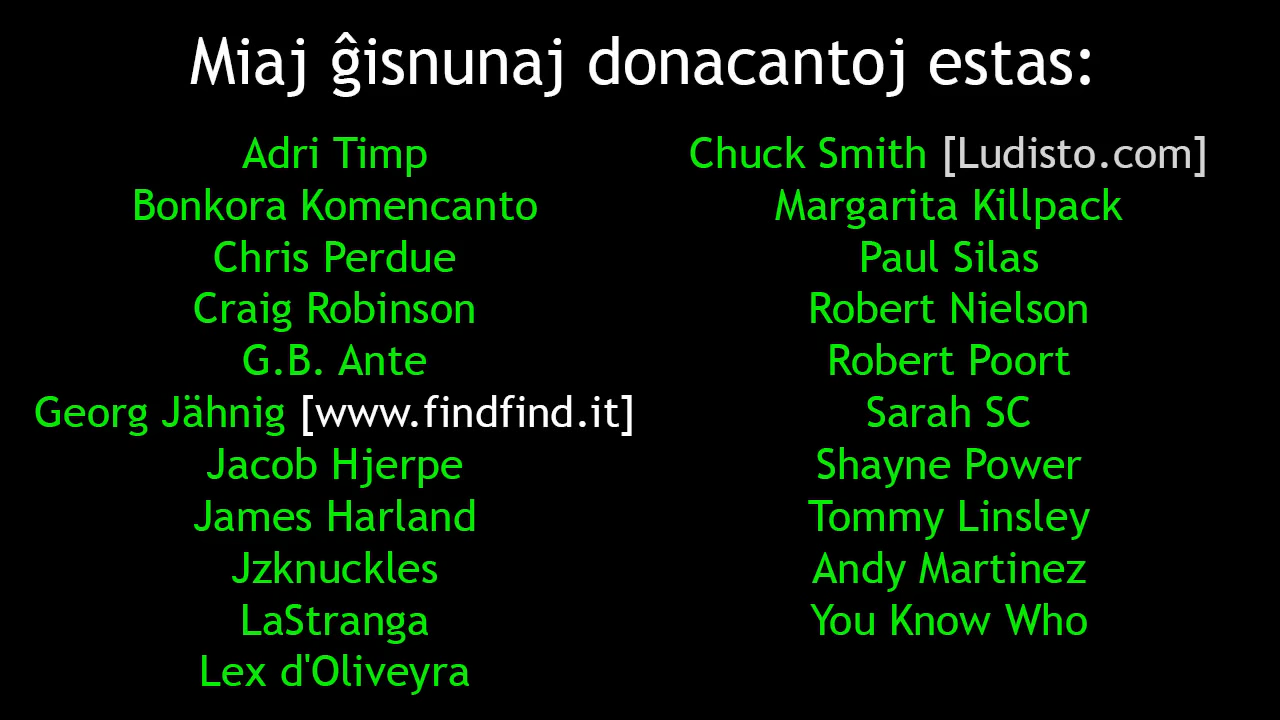 Miaj ĝisnunaj donacantoj estas:
Adri Timp
Bonkora Komencanto
Chris Perdue
Craig Robinson
G.B. Ante
Georg Jähnig [www.findfind.it]
Jacob Hjerpe
James Harland
Jzknuckles
LaStranga
Lex d'Oliveyra
Chuck Smith [Ludisto.com]
Margarita Killpack
Paul Silas
Robert Nielson
Robert Poort
Sarah SC
Shayne Power
Tommy Linsley
Andy Martinez
You Know Who